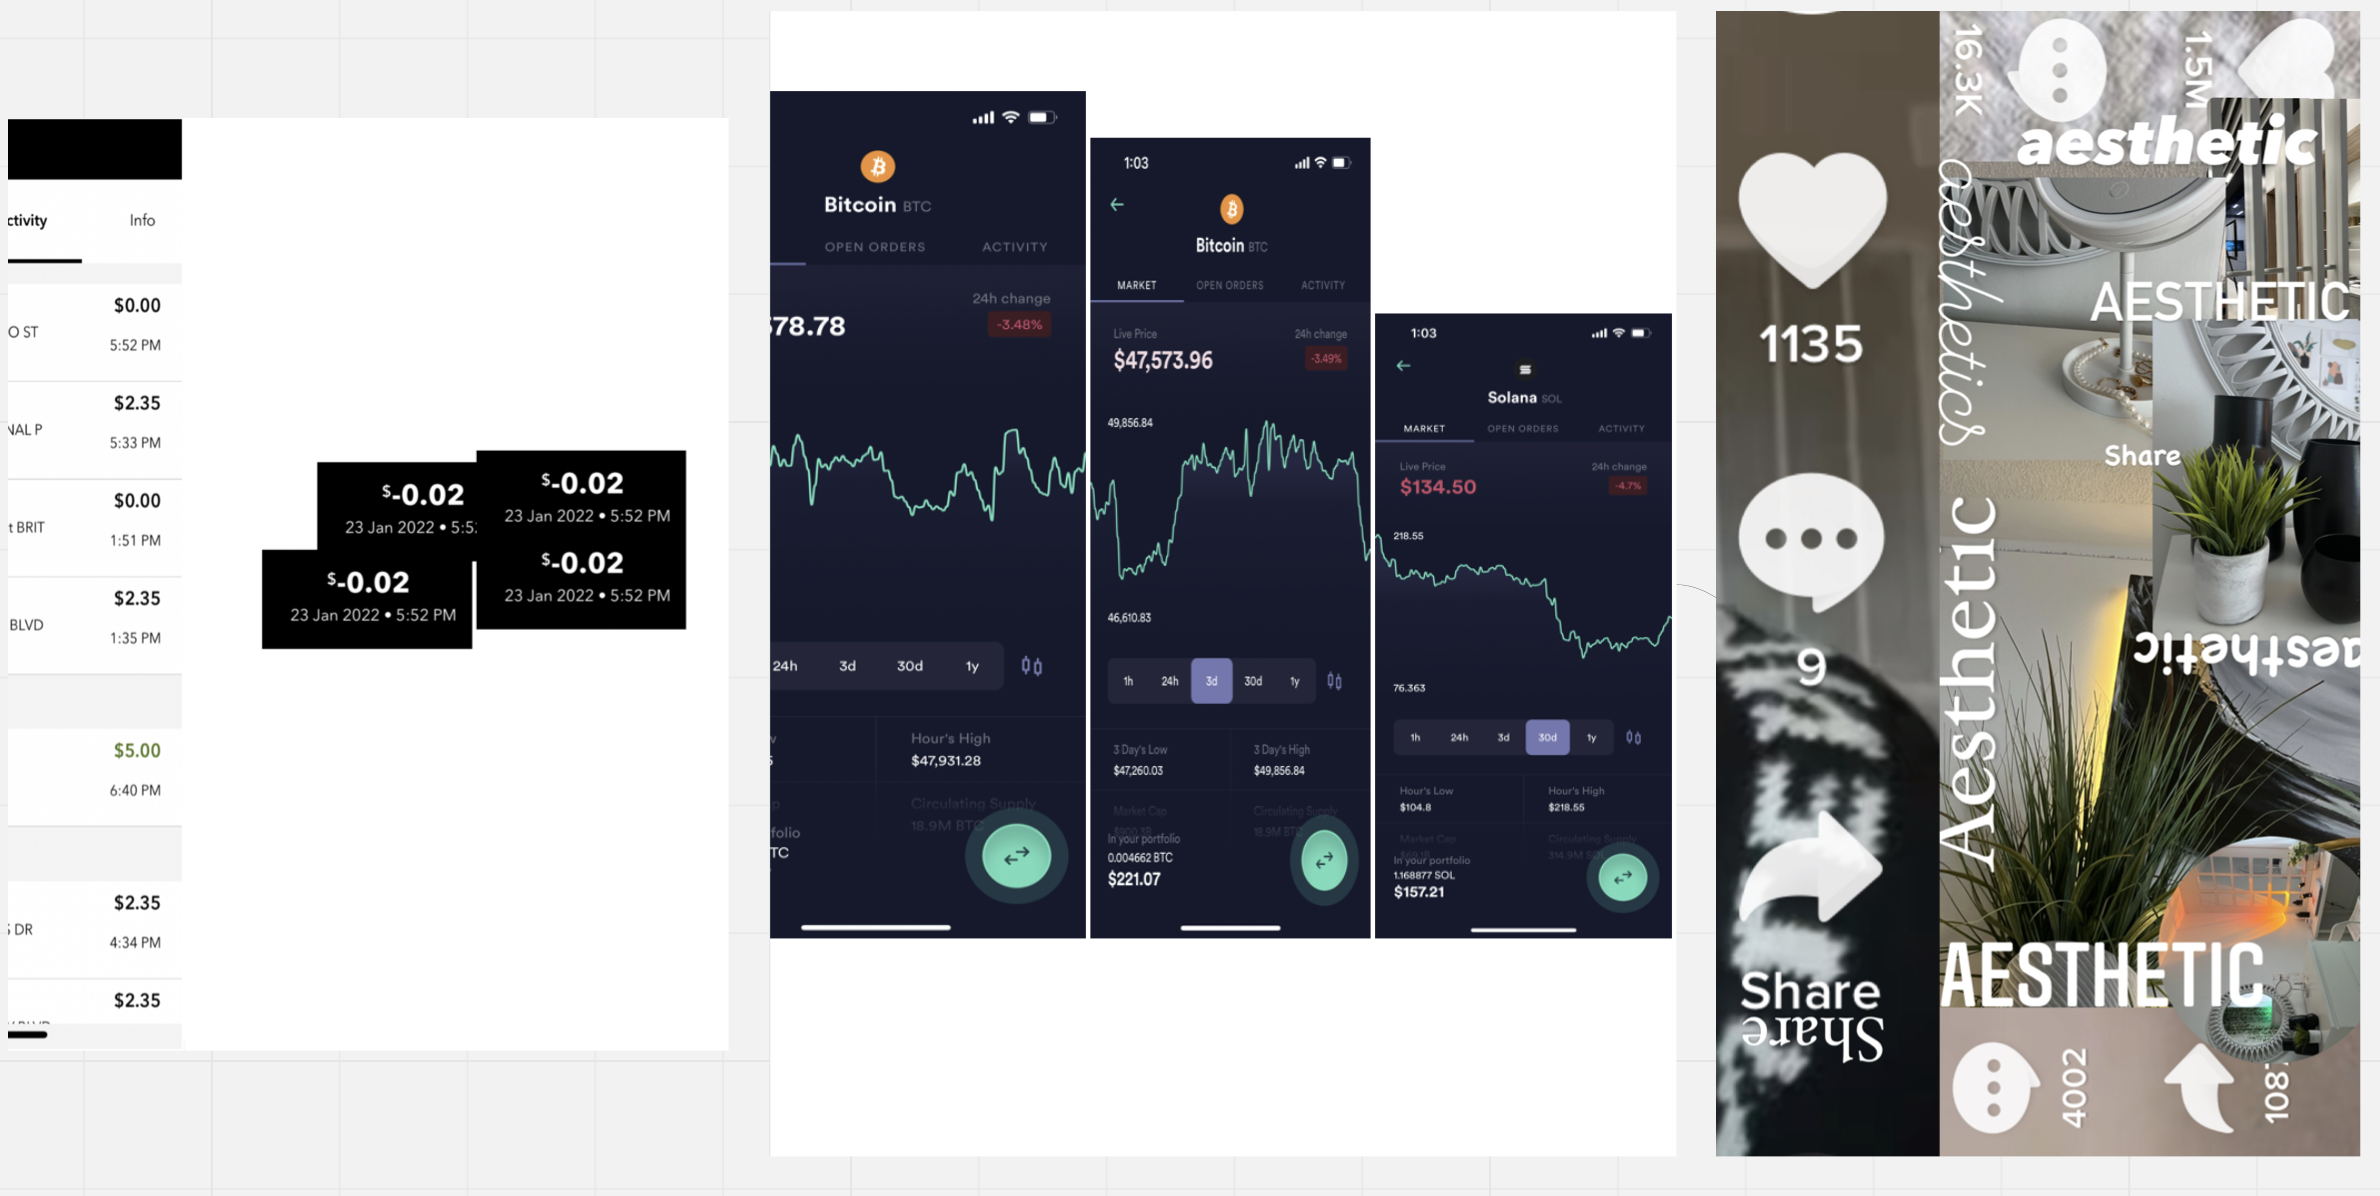 ctivity Info
$0.00
O ST
5:52 PM
$2.35
NAL P
5:33 PM
$0.00
t BRIT
1:51 PM
$2.35
BLVD
1:35 PM
$5.00
6:40 PM
$2.35
S DR
4:34 PM
$2.35
$-0.02
23 Jan 2022 • 5:5
$-0.02
23 Jan 2022 • 5:52 PM
$-0.02
23 Jan 2022 • 5:52 PM
$-0.02
23 Jan 2022 • 5:52 PM
Bitcoin BTC
OPEN ORDERS ACTIVITY
24h change
78.78
-3.48%
24h 3d 30d 1y
Hour's High
$47,931.28
Circulating Supply
18.9M BTC
folio
TC
1:03
Bitcoin BTC
MARKET OPEN ORDERS ACTIVITY
Live Price 24h change
$47,573.96 -3.49%
49,856.84
46,610.83
1h 24h 3d 30d 1y
3 Day's Low 3 Day's High
$47,260.03 $49,856.84
Market Cap Circulating Supply
18.9M BTC
In your portfolio
0.004662 BTC
$221.07
1:03
Solana SOL
MARKET OPEN ORDERS ACTIVITY
Live Price 24h change
$134.50 -4.7%
218.55
76.363
1h 24h 3d 30d 1y
Hour's Low Hour's High
$104.8 $218.55
Market Cap Circulating Supply
314.9M SOL
In your portfolio
1.168877 SOL
$157.21
1135
9
Share
Share
16.3K
1.5M
aesthetic
aesthetics
AESTHETIC
Share
Aesthetic
aesthetic
AESTHETIC
4002
108